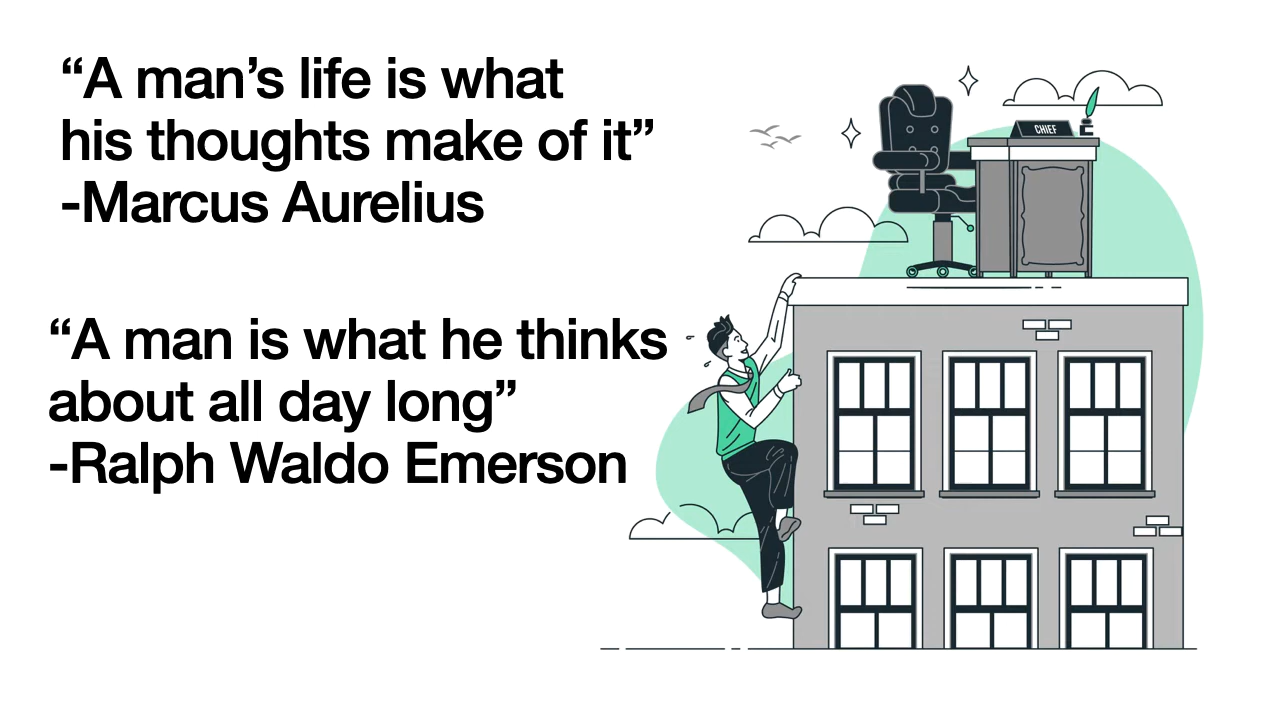 “A man’s life is what
his thoughts make of it”
-Marcus Aurelius
“A man is what he thinks
about all day long”
-Ralph Waldo Emerson
CHIEF